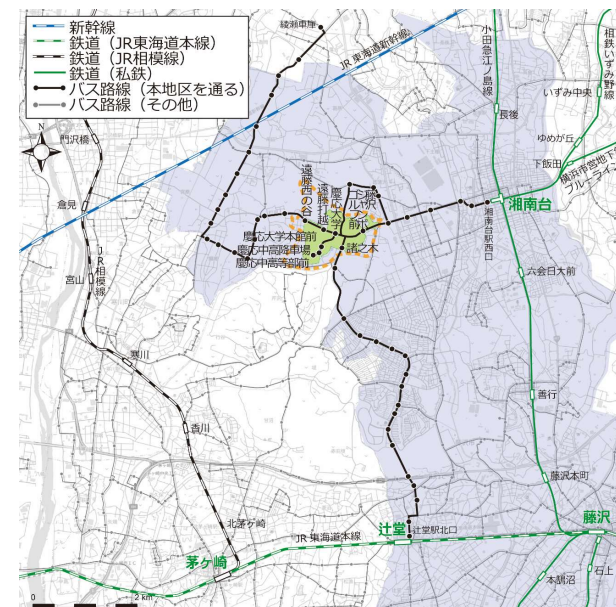 新幹線
鉄道（JR東海道本線）
鉄道（JR相模線）
鉄道（私鉄）
バス路線（本地区を通る）
バス路線（その他）
N
綾瀬車庫
JR 東海道新幹線
小田急江ノ島線
相鉄いずみ野線
いずみ中央
長後
ゆめが丘
下飯田
横浜市営地下
ブルーライン
門沢橋
倉見
JR相模線
宮山
寒川
香川
北茅ケ崎
遠藤西の谷
遠藤打越
慶応大学
慶応大学本館前
慶応中高降車場
慶応中高等部前
諸之木
湘南台
湘南台駅西口
六会日大前
善行
藤沢本町
藤沢
辻堂
辻堂駅北口
JR 東海道本線
茅ケ崎
本鵠沼
石上
0
2 km